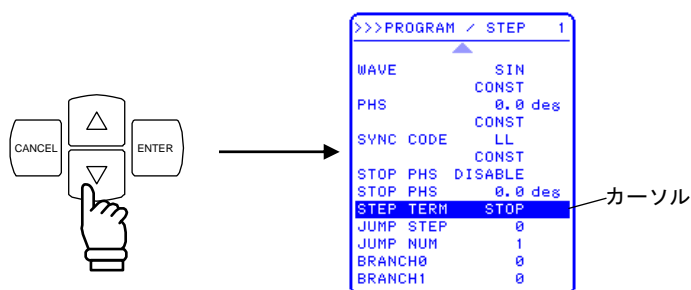 >>>PROGRAM / STEP 1
WAVE SIN
CONST
PHS 0.0 deg
CONST
SYNC CODE LL
CONST
STOP PHS DISABLE
STOP PHS 0.0 deg
STEP TERM STOP
JUMP STEP 0
JUMP NUM 1
BRANCH0 0
BRANCH1 0
CANCEL
ENTER
カーソル